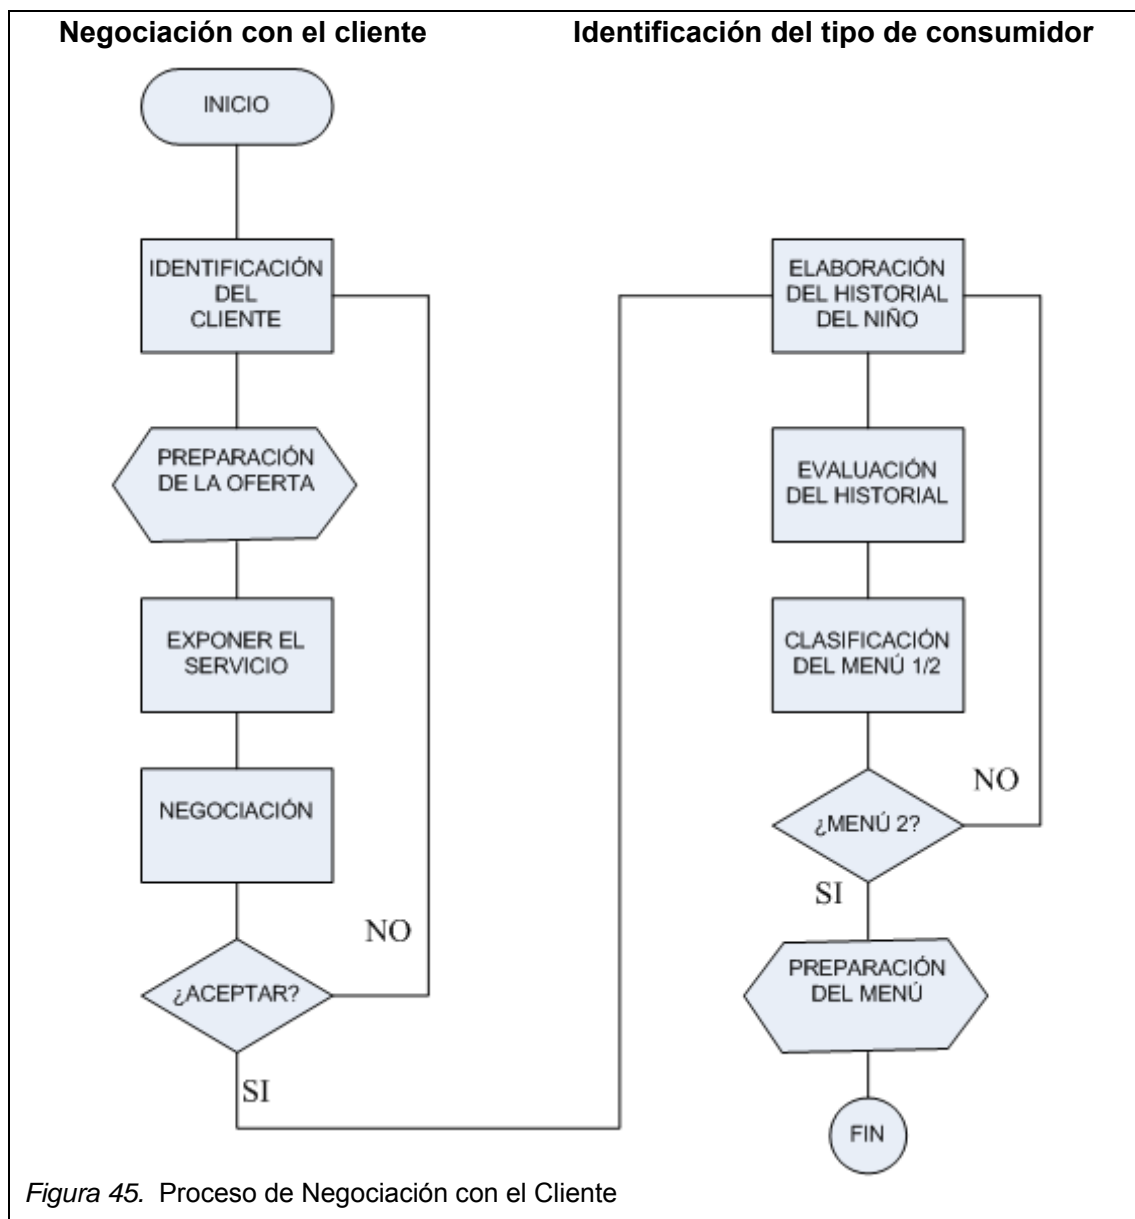 Negociación con el cliente
Identificación del tipo de consumidor
INICIO
IDENTIFICACIÓN
DEL
CLIENTE
PREPARACIÓN
DE LA OFERTA
EXPONER EL
SERVICIO
NEGOCIACIÓN
NO
¿ACEPTAR?
SI
ELABORACIÓN
DEL HISTORIAL
DEL NIÑO
EVALUACIÓN
DEL HISTORIAL
CLASIFICACIÓN
DEL MENÚ 1/2
NO
¿MENÚ 2?
SI
PREPARACIÓN
DEL MENÚ
FIN
Figura 45. Proceso de Negociación con el Cliente